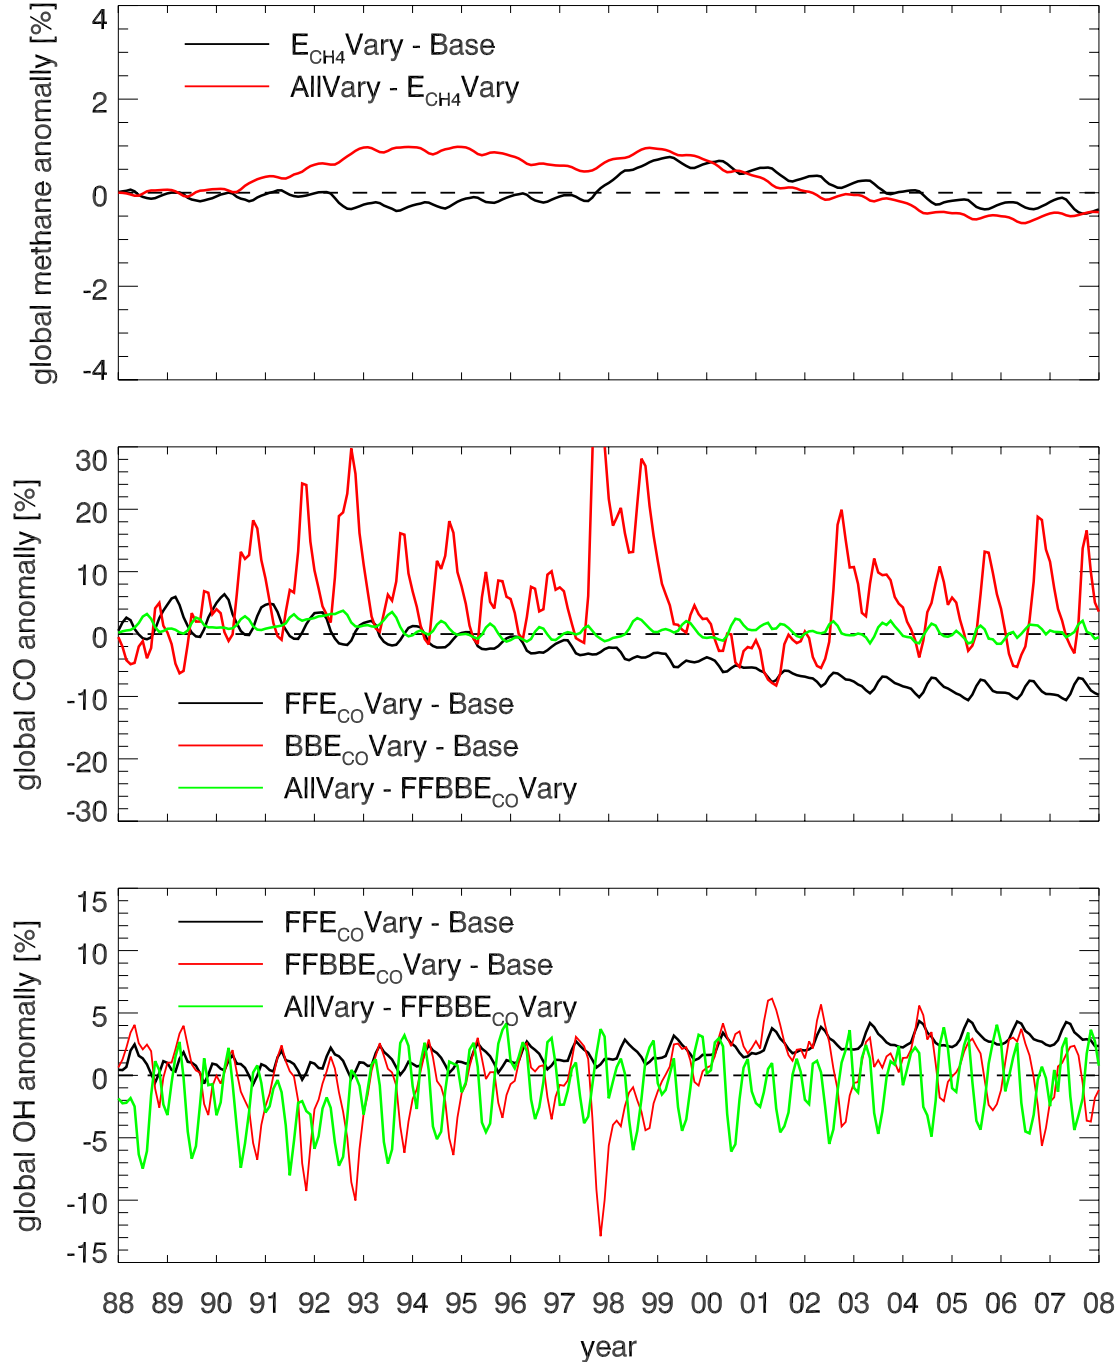 global methane anomally [%]
4
2
0
-2
-4
E_CH4Vary - Base
AllVary - E_CH4Vary
global CO anomally [%]
30
20
10
0
-10
-20
-30
FFE_COVary - Base
BBE_COVary - Base
AllVary - FFBBE_COVary
global OH anomally [%]
15
10
5
0
-5
-10
-15
FFE_COVary - Base
FFBBE_COVary - Base
AllVary - FFBBE_COVary
88 89 90 91 92 93 94 95 96 97 98 99 00 01 02 03 04 05 06 07 08
year